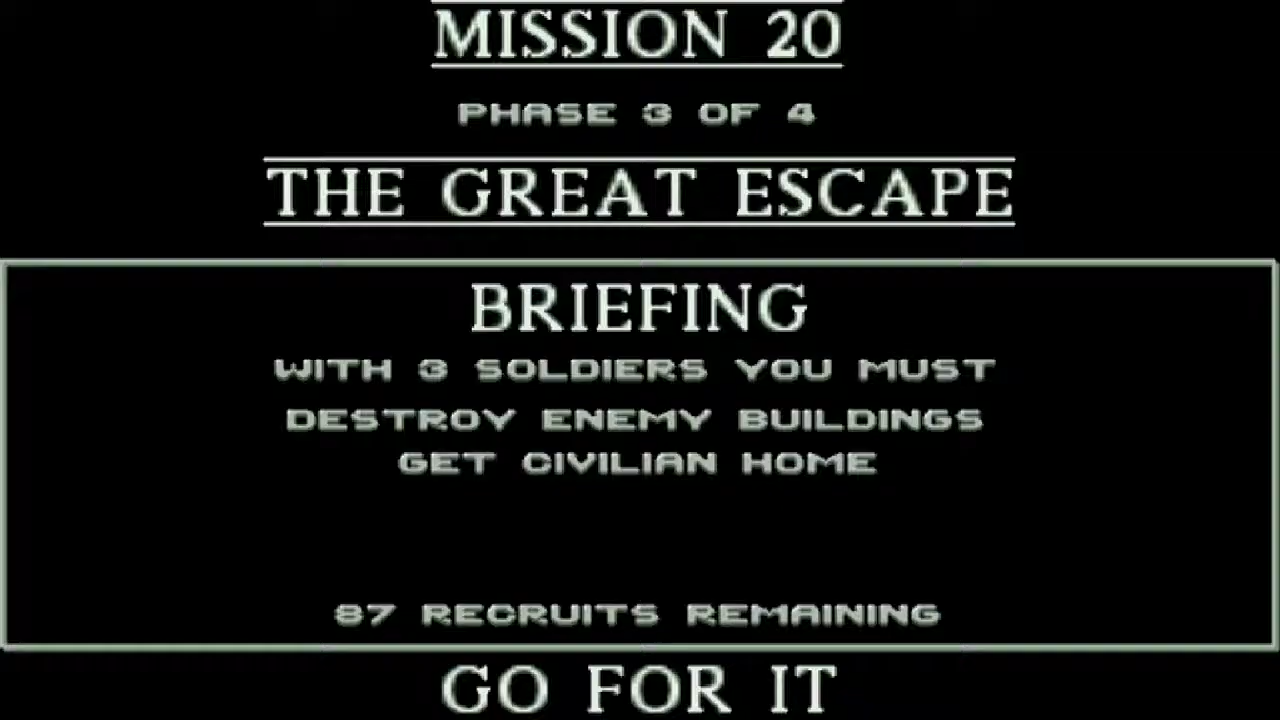 MISSION 20
PHASE 3 OF 4
THE GREAT ESCAPE
BRIEFING
WITH 3 SOLDIERS YOU MUST
DESTROY ENEMY BUILDINGS
GET CIVILIAN HOME
87 RECRUITS REMAINING
GO FOR IT